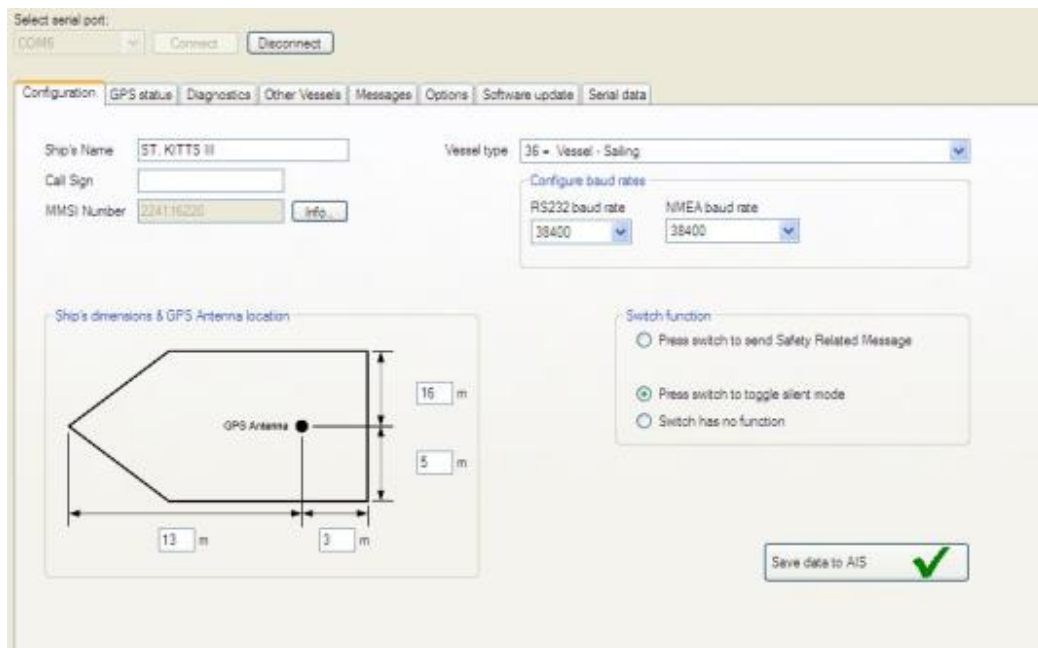 Select serial port:
COM6 Connect Disconnect
Configuration GPS status Diagnostics Other Vessels Messages Options Software update Serial data
Ship's Name ST. KITTS III Vessel type 36 = Vessel - Sailing
Call Sign Configure baud rates
MMSI Number 224116220 Info... RS232 baud rate NMEA baud rate
38400 38400
Ship's dimensions & GPS Antenna location Switch function
Press switch to send Safety Related Message
16 m Press switch to toggle silent mode
GPS Antenna Switch has no function
5 m
13 m 3 m
Save data to AIS